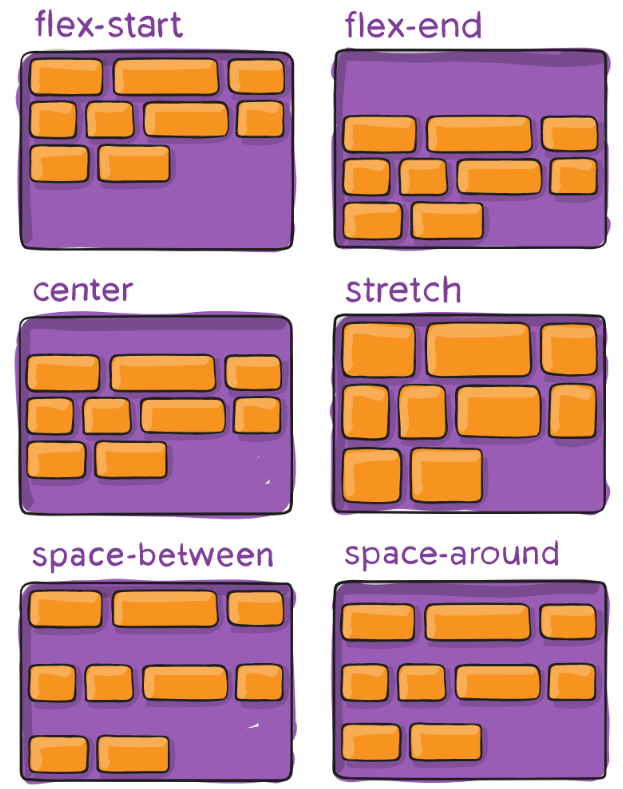 flex-start
flex-end
center
stretch
space-between
space-around